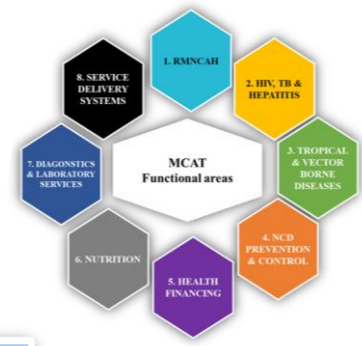 1. RMNCAH
2. HIV, TB &
HEPATITIS
3. TROPICAL
& VECTOR
BORNE
DISEASES
4. NCD
PREVENTION
& CONTROL
5. HEALTH
FINANCING
6. NUTRITION
7. DIAGONSTICS
& LABORATORY
SERVICES
8. SERVICE
DELIVERY
SYSTEMS
MCAT
Functional areas